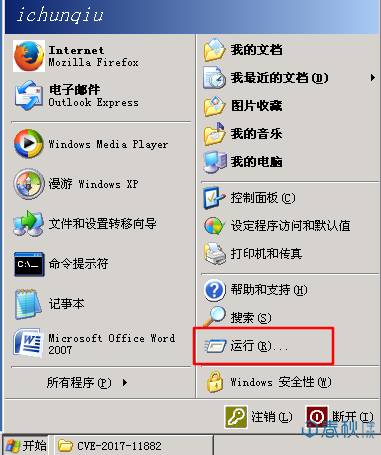 ichunqiu
Internet
Mozilla Firefox
电子邮件
Outlook Express
Windows Media Player
漫游 Windows XP
文件和设置转移向导
命令提示符
记事本
Microsoft Office Word
2007
所有程序(P)
我的文档
我最近的文档(D)
图片收藏
我的音乐
我的电脑
控制面板(C)
设定程序访问和默认值
打印机和传真
帮助和支持(H)
搜索(S)
运行(R)...
Windows 安全性(W)
注销(L)
断开(T)
开始
CVE-2017-11882
春秋